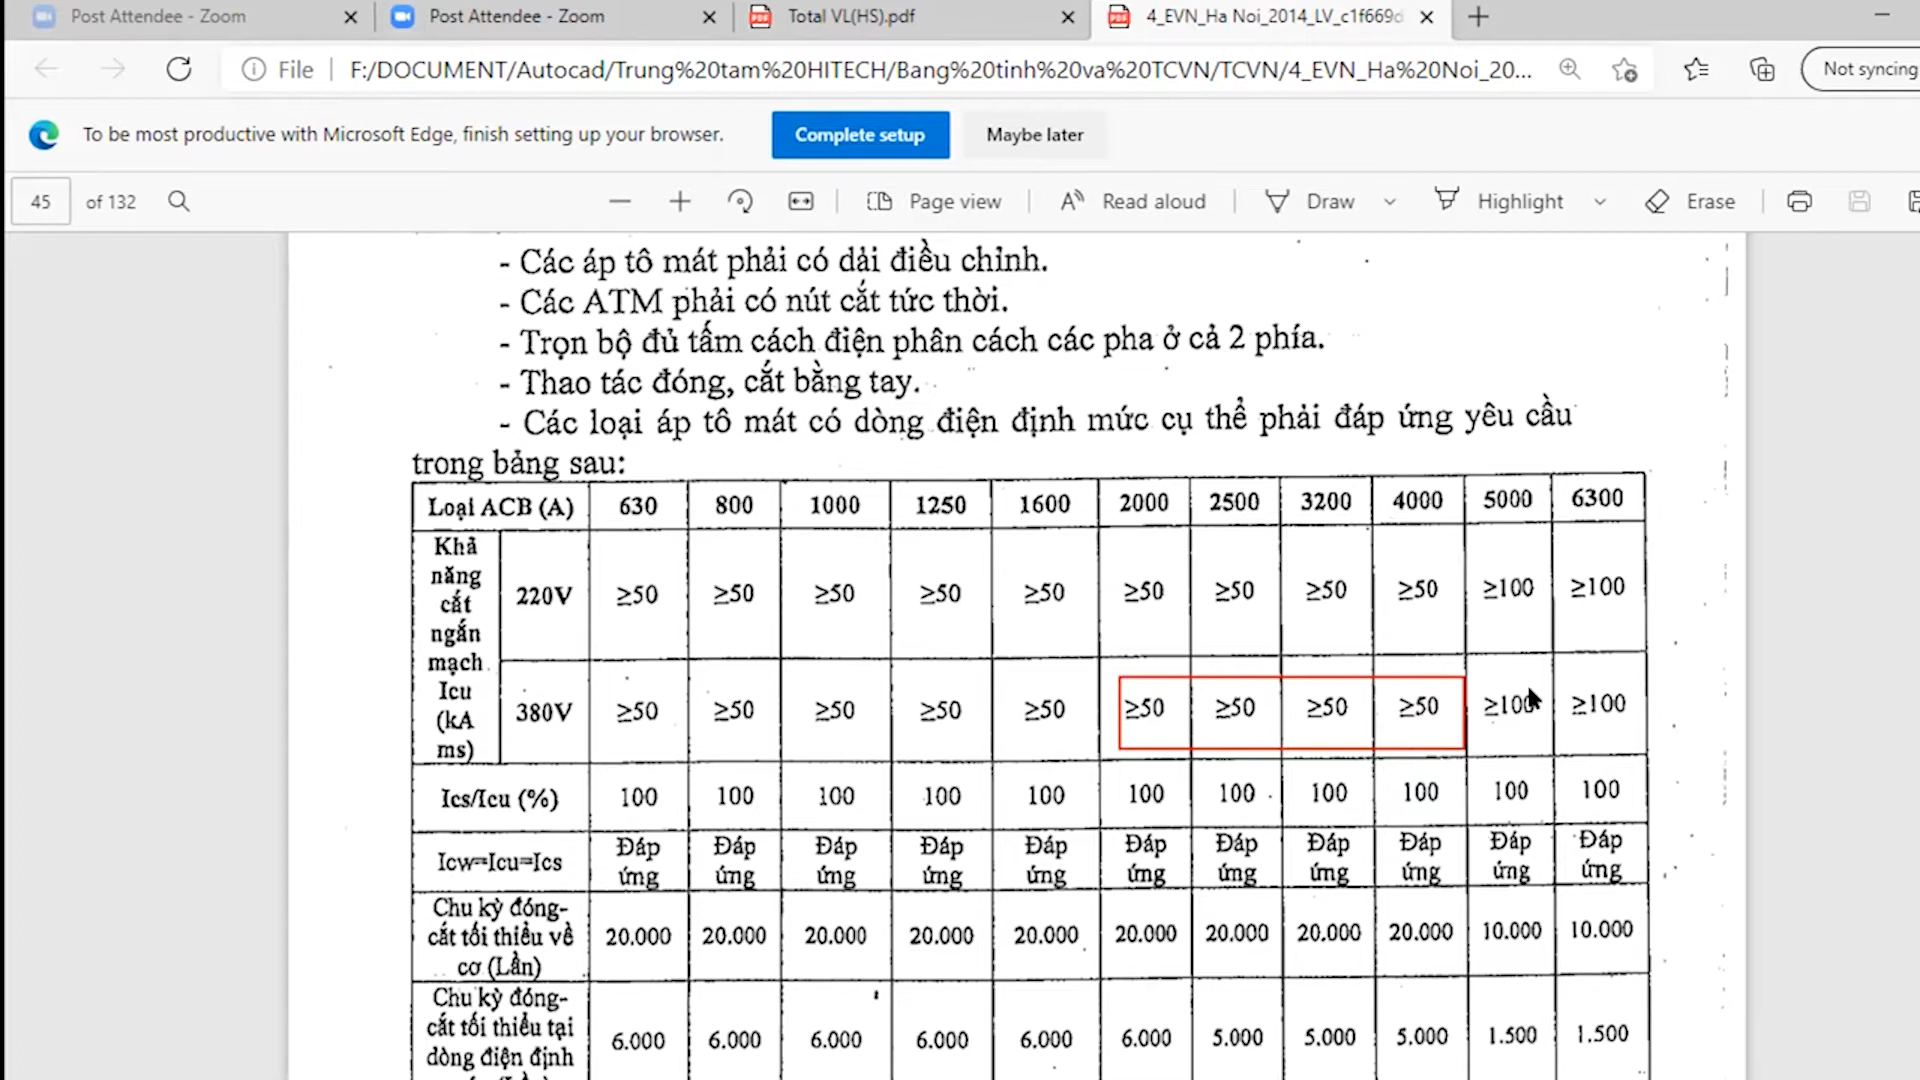 Post Attendee - Zoom
Post Attendee - Zoom
Total VL(HS).pdf
4_EVN_Ha Noi_2014_LV_c1f669d
File
F:/DOCUMENT/Autocad/Trung%20tam%20HITECH/Bang%20tinh%20va%20TCVN/TCVN/4_EVN_Ha%20Noi_20...
Not syncing
To be most productive with Microsoft Edge, finish setting up your browser.
Complete setup
Maybe later
45 of 132
Page view
Read aloud
Draw
Highlight
Erase
- Các áp tô mát phải có dải điều chỉnh.
- Các ATM phải có nút cắt tức thời.
- Trọn bộ đủ tấm cách điện phân cách các pha ở cả 2 phía.
- Thao tác đóng, cắt bằng tay.
- Các loại áp tô mát có dòng điện định mức cụ thể phải đáp ứng yêu cầu
trong bảng sau:
Loại ACB (A) 630 800 1000 1250 1600 2000 2500 3200 4000 5000 6300
Khả
năng
cắt
ngắn
mạch
Icu
(kA
ms)
220V ≥50 ≥50 ≥50 ≥50 ≥50 ≥50 ≥50 ≥50 ≥50 ≥100 ≥100
380V ≥50 ≥50 ≥50 ≥50 ≥50 ≥50 ≥50 ≥50 ≥50 ≥100 ≥100
Ics/Icu (%) 100 100 100 100 100 100 100 100 100 100 100
Icw=Icu=Ics
Đáp Đáp Đáp Đáp Đáp Đáp Đáp Đáp Đáp Đáp Đáp
ứng ứng ứng ứng ứng ứng ứng ứng ứng ứng ứng
Chu kỳ đóng-
cắt tối thiểu về
cơ (Lần)
20.000 20.000 20.000 20.000 20.000 20.000 20.000 20.000 20.000 10.000 10.000
Chu kỳ đóng-
cắt tối thiểu tại
dòng điện định
6.000 6.000 6.000 6.000 6.000 6.000 5.000 5.000 5.000 1.500 1.500